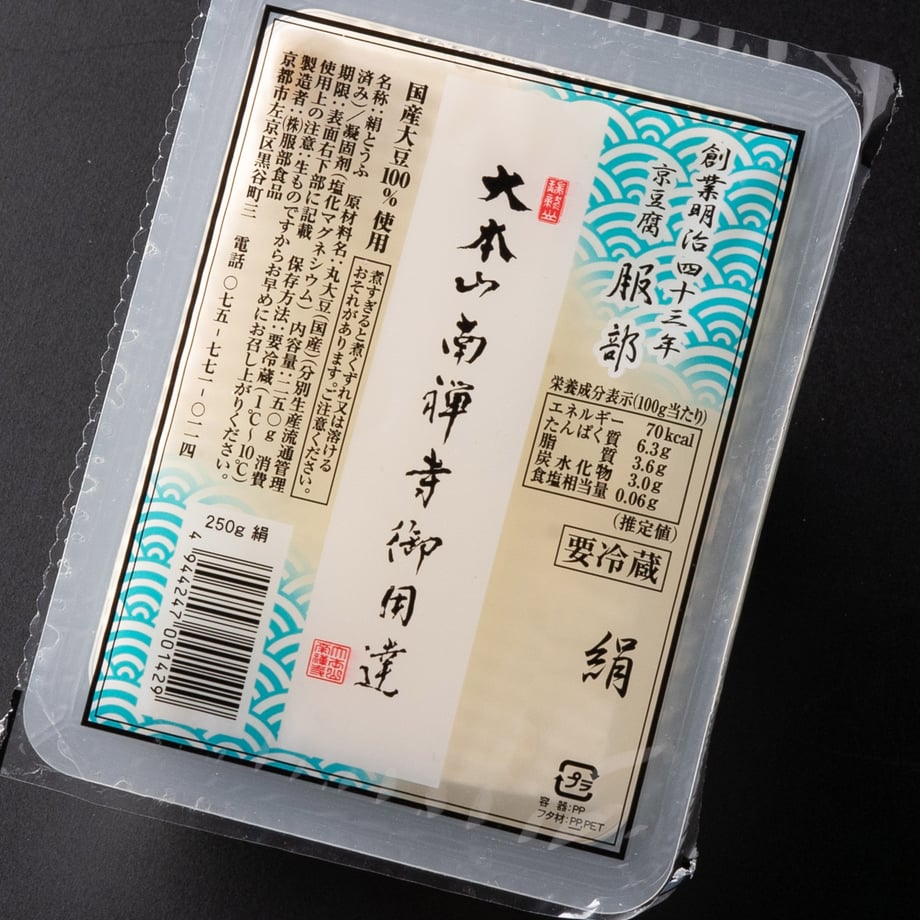 創業明治四十三年
京豆腐
服部
栄養成分表示(100g当たり)
エネルギー 70kcal
たんぱく質 6.3g
脂質 3.6g
炭水化物 3.0g
食塩相当量 0.06g
(推定値)
要冷蔵
絹
プラ
容器:PP
フタ材:PP,PET
大本山南禅寺御用達
国産大豆100%使用
煮すぎると煮くずれ又は溶ける
おそれがあります。ご注意ください。
名称:絹とうふ 原材料名:丸大豆(国産)(分別生産流通管理
済み)/凝固剤(塩化マグネシウム) 内容量:二五〇g 消費
期限:表面右下部に記載 保存方法:要冷蔵(1℃~10℃)
使用上の注意:生ものですからお早めにお召し上がりください。
製造者:㈱服部食品
京都市左京区黒谷町三三 電話 〇七五-七七一-〇一二四
250g 絹
4944247001429